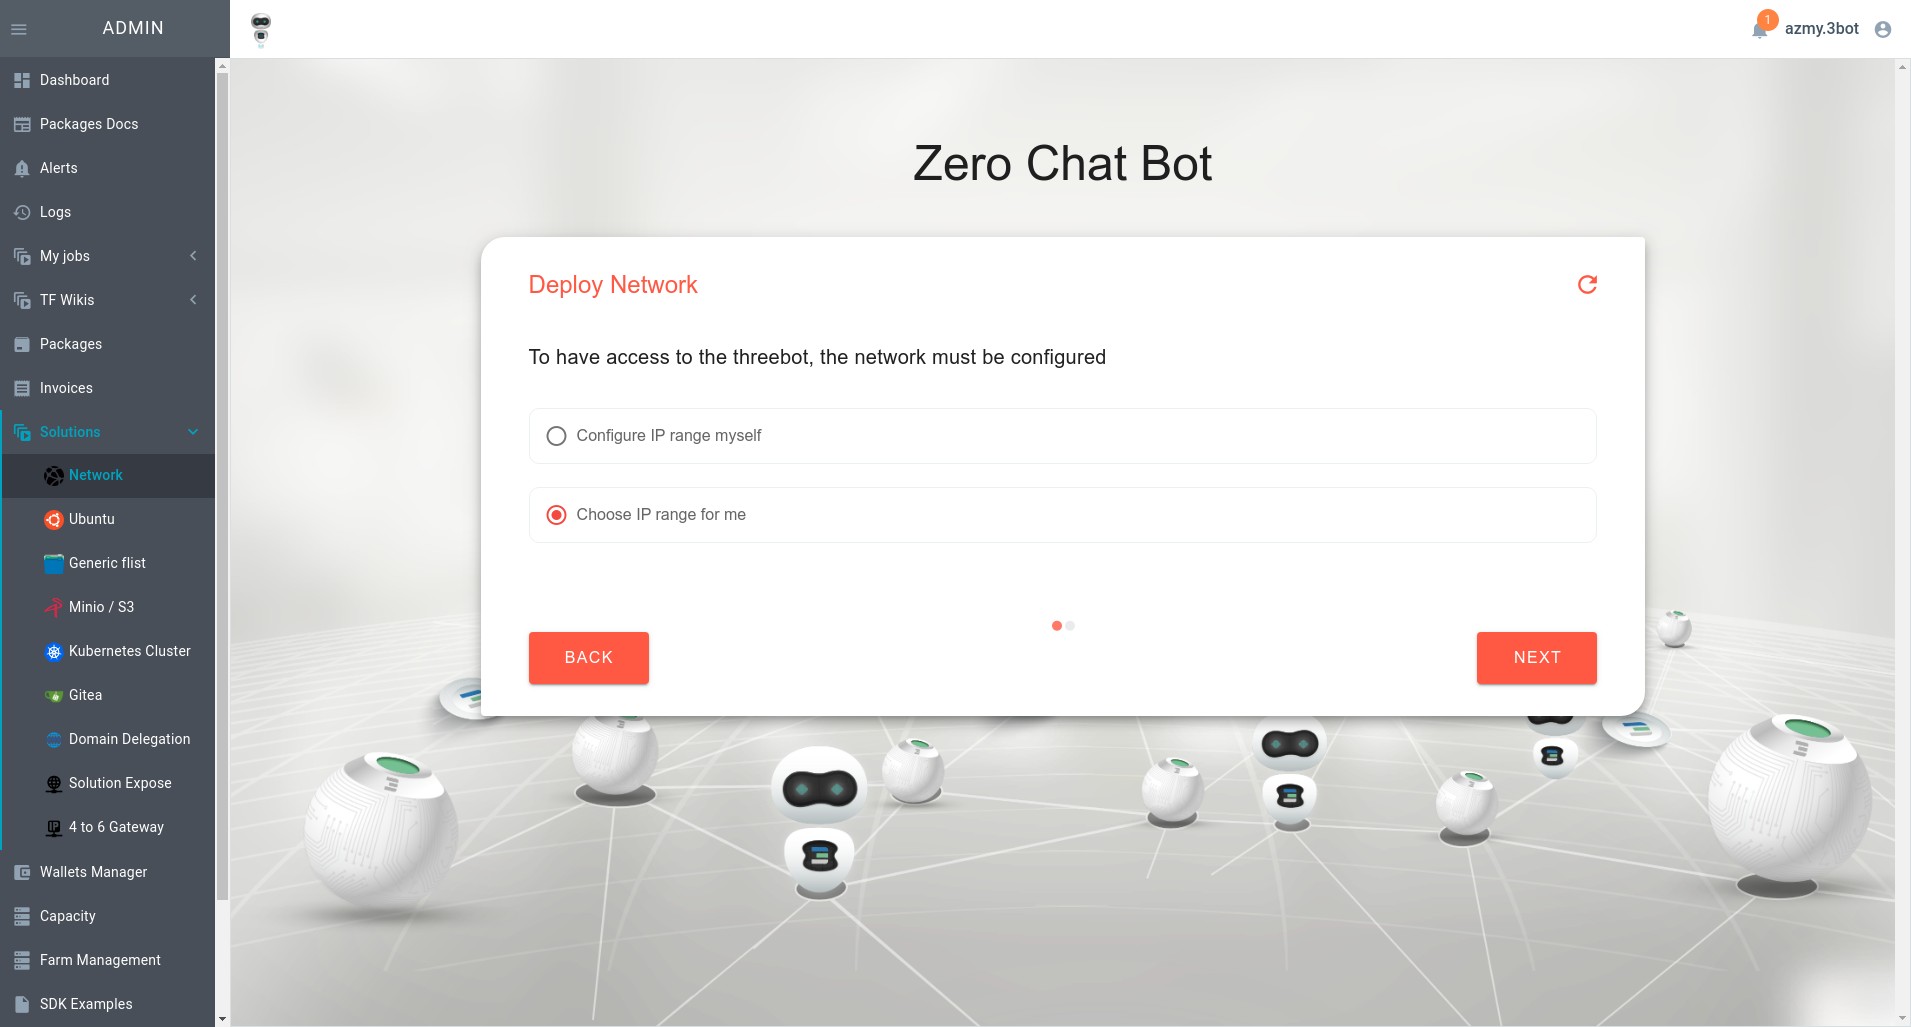 ADMIN
1
azmy.3bot
Dashboard
Packages Docs
Alerts
Logs
My jobs
TF Wikis
Packages
Invoices
Solutions
Network
Ubuntu
Generic flist
Minio / S3
Kubernetes Cluster
Gitea
Domain Delegation
Solution Expose
4 to 6 Gateway
Wallets Manager
Capacity
Farm Management
SDK Examples
Zero Chat Bot
Deploy Network
To have access to the threebot, the network must be configured
Configure IP range myself
Choose IP range for me
BACK
NEXT